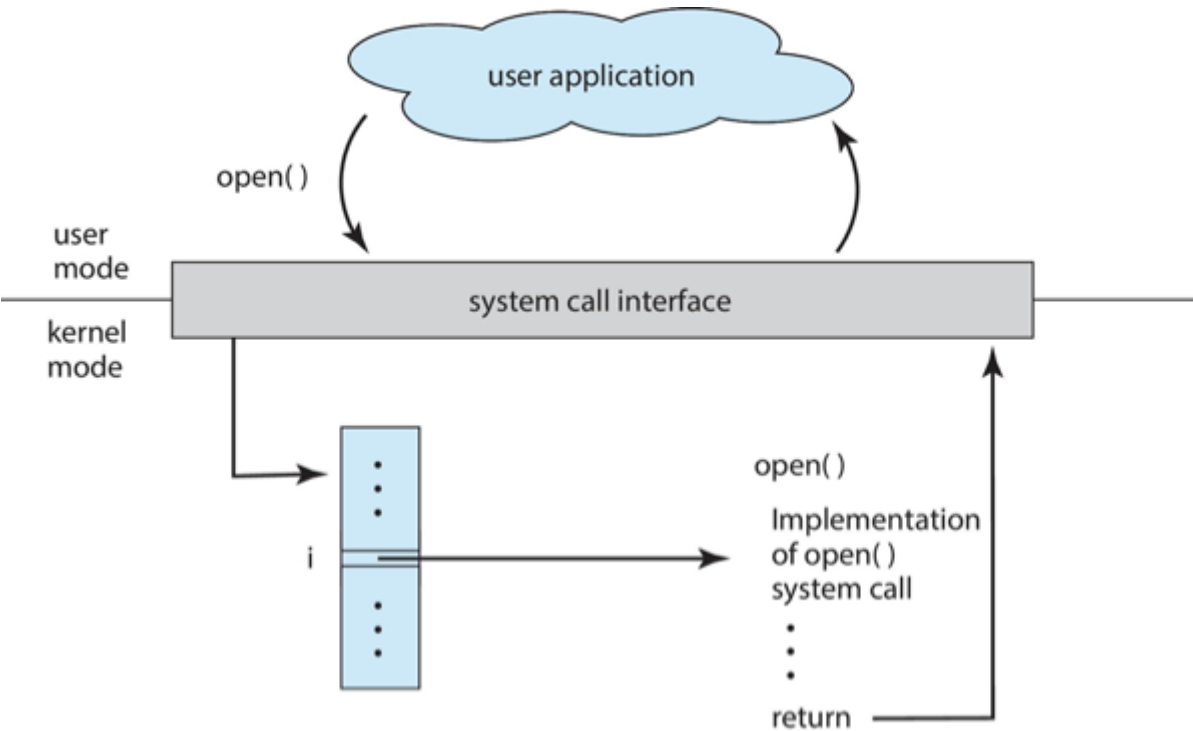 user application
open( )
user
mode
system call interface
kernel
mode
open( )
Implementation
of open( )
system call
i
return